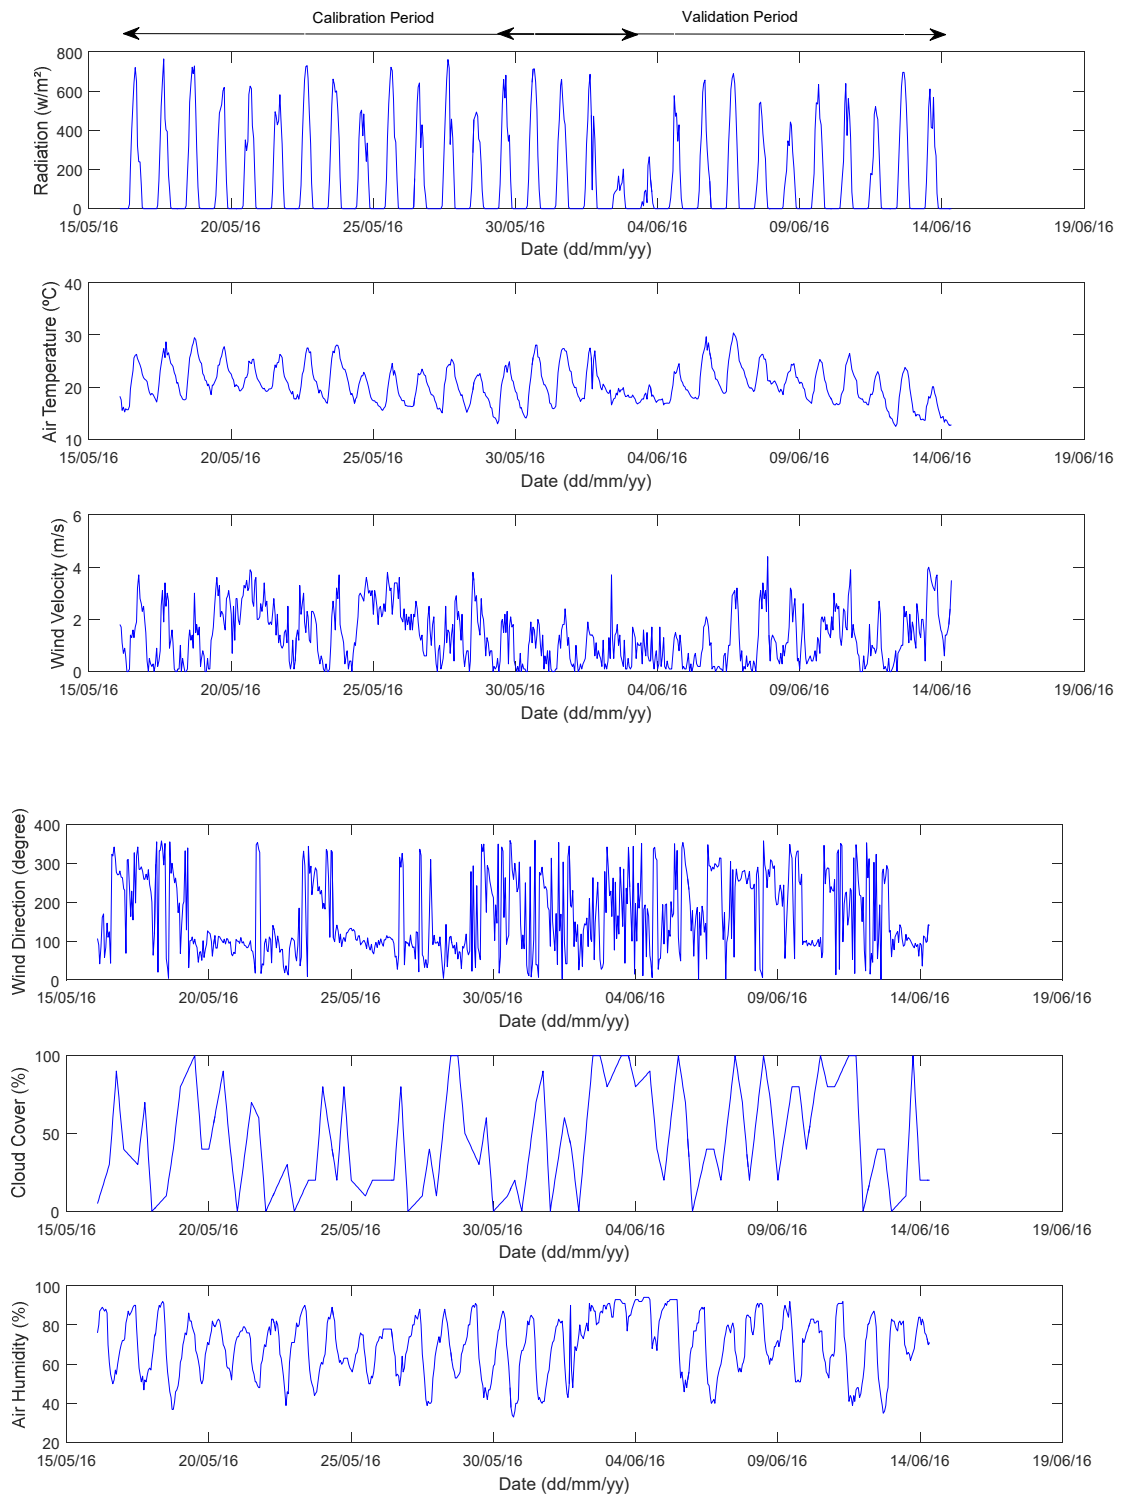 Calibration Period Validation Period
Radiation (w/m²)
800
600
400
200
0
15/05/16 20/05/16 25/05/16 30/05/16 04/06/16 09/06/16 14/06/16 19/06/16
Date (dd/mm/yy)
Air Temperature (ºC)
40
30
20
10
15/05/16 20/05/16 25/05/16 30/05/16 04/06/16 09/06/16 14/06/16 19/06/16
Date (dd/mm/yy)
Wind Velocity (m/s)
6
4
2
0
15/05/16 20/05/16 25/05/16 30/05/16 04/06/16 09/06/16 14/06/16 19/06/16
Date (dd/mm/yy)
Wind Direction (degree)
400
300
200
100
0
15/05/16 20/05/16 25/05/16 30/05/16 04/06/16 09/06/16 14/06/16 19/06/16
Date (dd/mm/yy)
Cloud Cover (%)
100
50
0
15/05/16 20/05/16 25/05/16 30/05/16 04/06/16 09/06/16 14/06/16 19/06/16
Date (dd/mm/yy)
Air Humidity (%)
100
80
60
40
20
15/05/16 20/05/16 25/05/16 30/05/16 04/06/16 09/06/16 14/06/16 19/06/16
Date (dd/mm/yy)